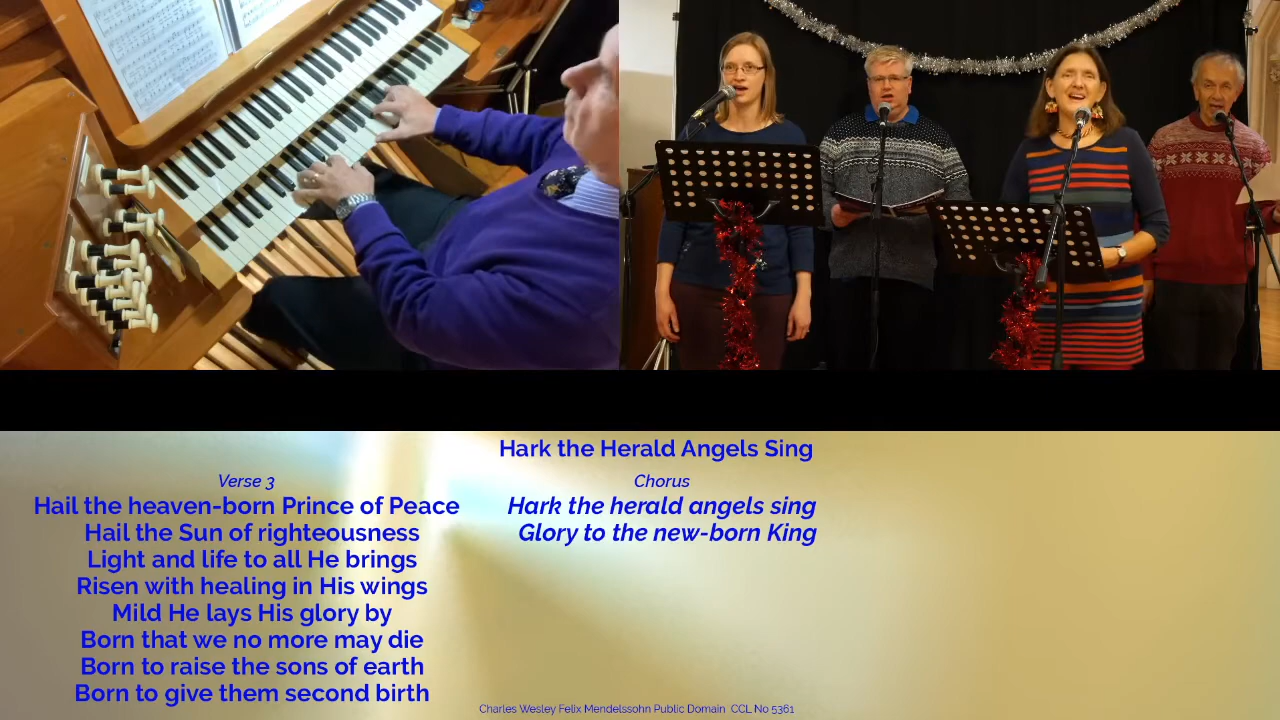 Hark the Herald Angels Sing
Verse 3
Hail the heaven-born Prince of Peace
Hail the Sun of righteousness
Light and life to all He brings
Risen with healing in His wings
Mild He lays His glory by
Born that we no more may die
Born to raise the sons of earth
Born to give them second birth
Chorus
Hark the herald angels sing
Glory to the new-born King
Charles Wesley Felix Mendelssohn Public Domain CCL No 5361